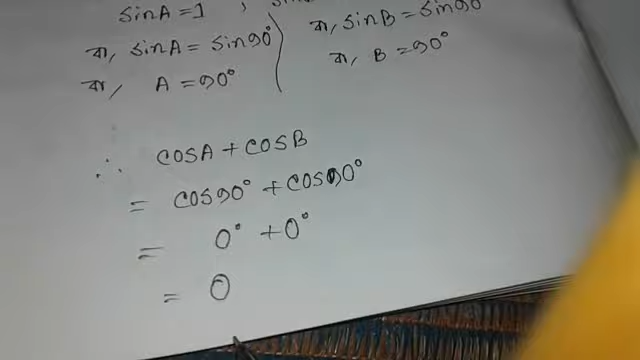 sinA = 1 ,
বা, sinA = sin90° বা, sinB = sin90°
বা, A = 90° বা, B = 90°
∴ cosA + cosB
= cos90° + cos90°
= 0° + 0°
= 0